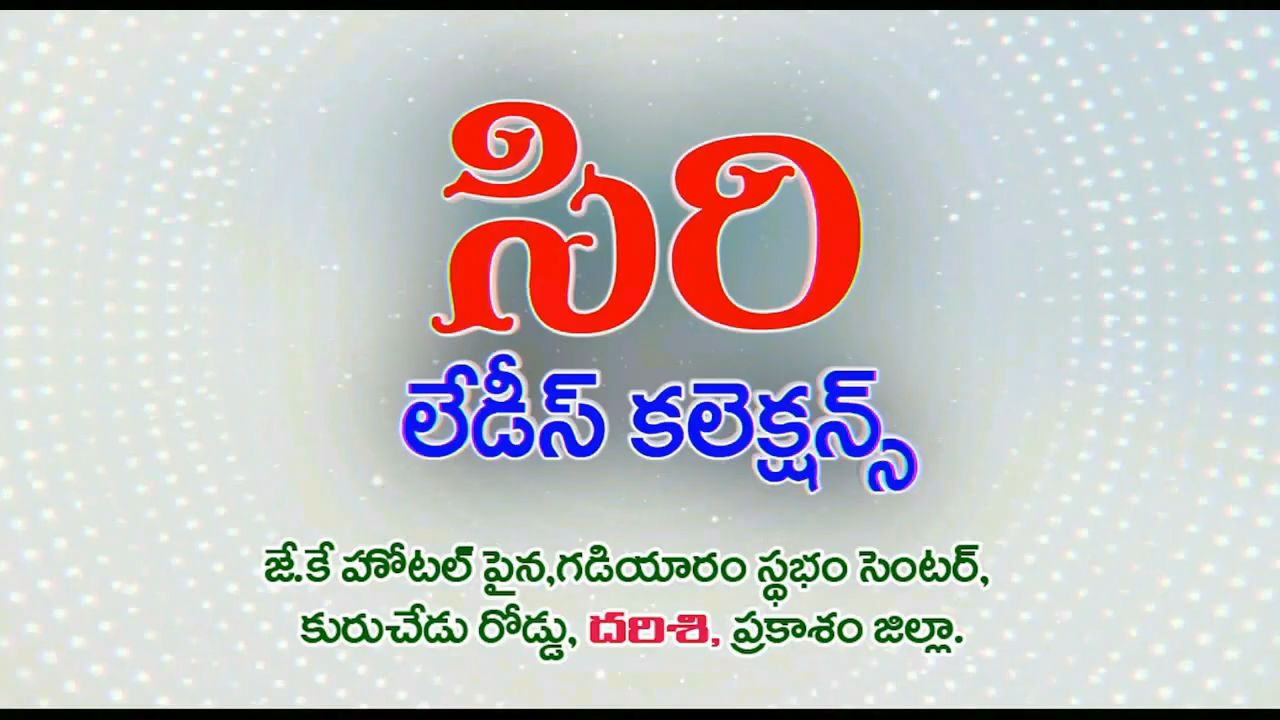 సిరి
లేడీస్ కలెక్షన్స్
జే.కే హోటల్ పైన,గడియారం స్థభం సెంటర్,
కురుచేడు రోడ్డు, దరిశి, ప్రకాశం జిల్లా.